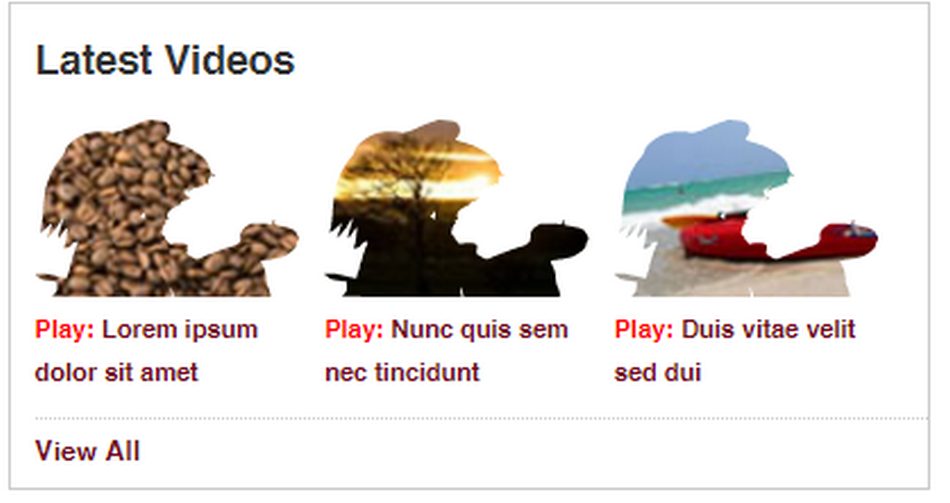 Latest Videos
Play: Lorem ipsum
dolor sit amet
Play: Nunc quis sem
nec tincidunt
Play: Duis vitae velit
sed dui
View All